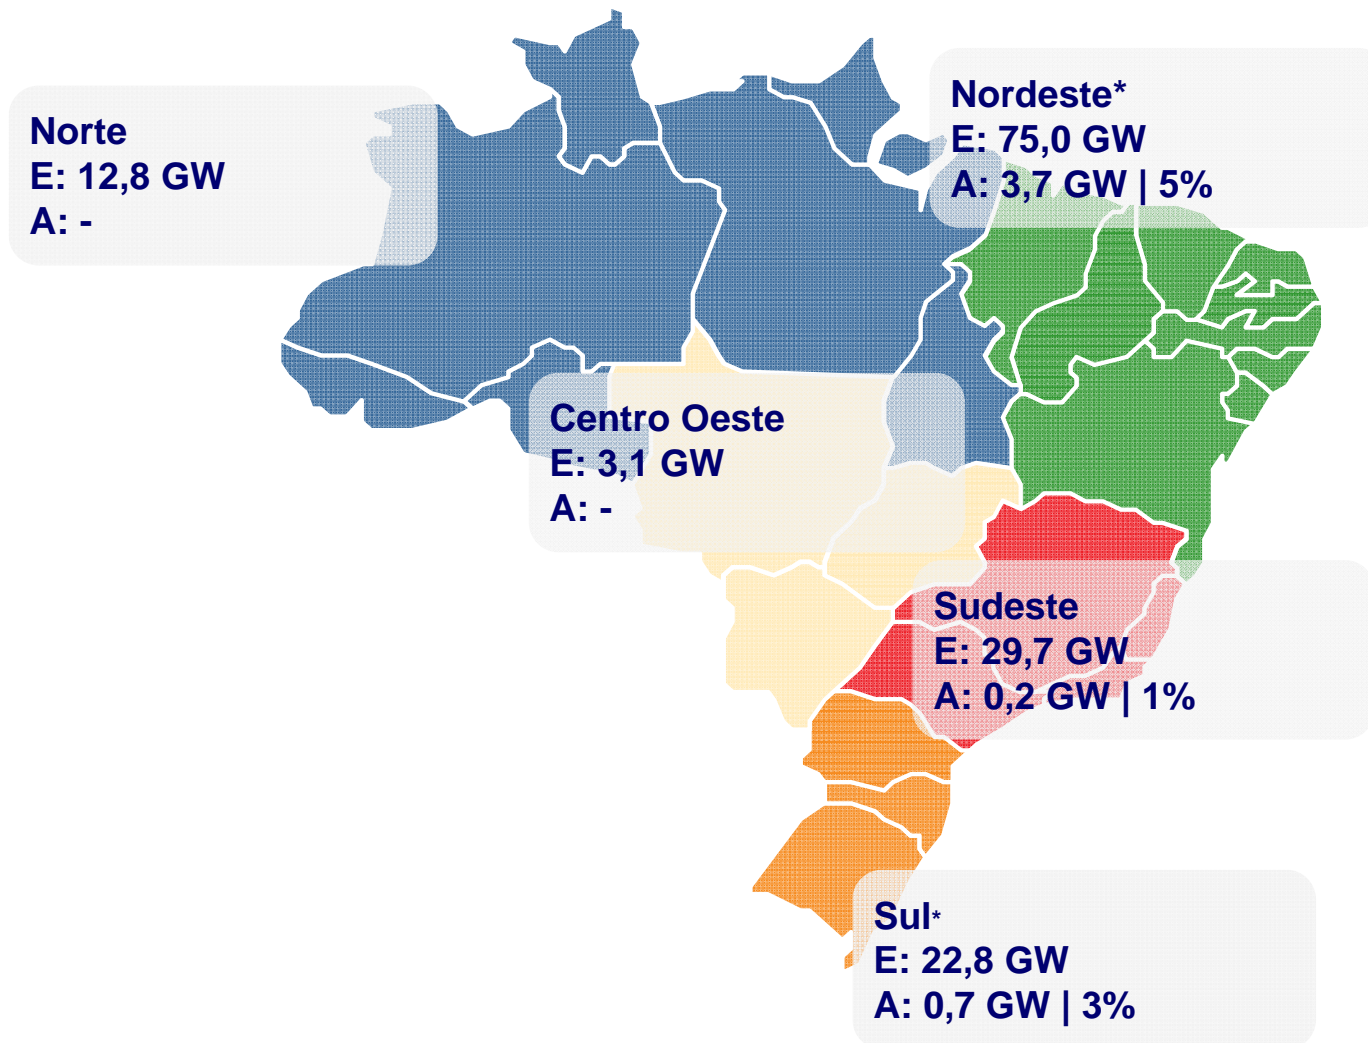 Norte
E: 12,8 GW
A: -
Nordeste*
E: 75,0 GW
A: 3,7 GW | 5%
Centro Oeste
E: 3,1 GW
A: -
Sudeste
E: 29,7 GW
A: 0,2 GW | 1%
Sul*
E: 22,8 GW
A: 0,7 GW | 3%